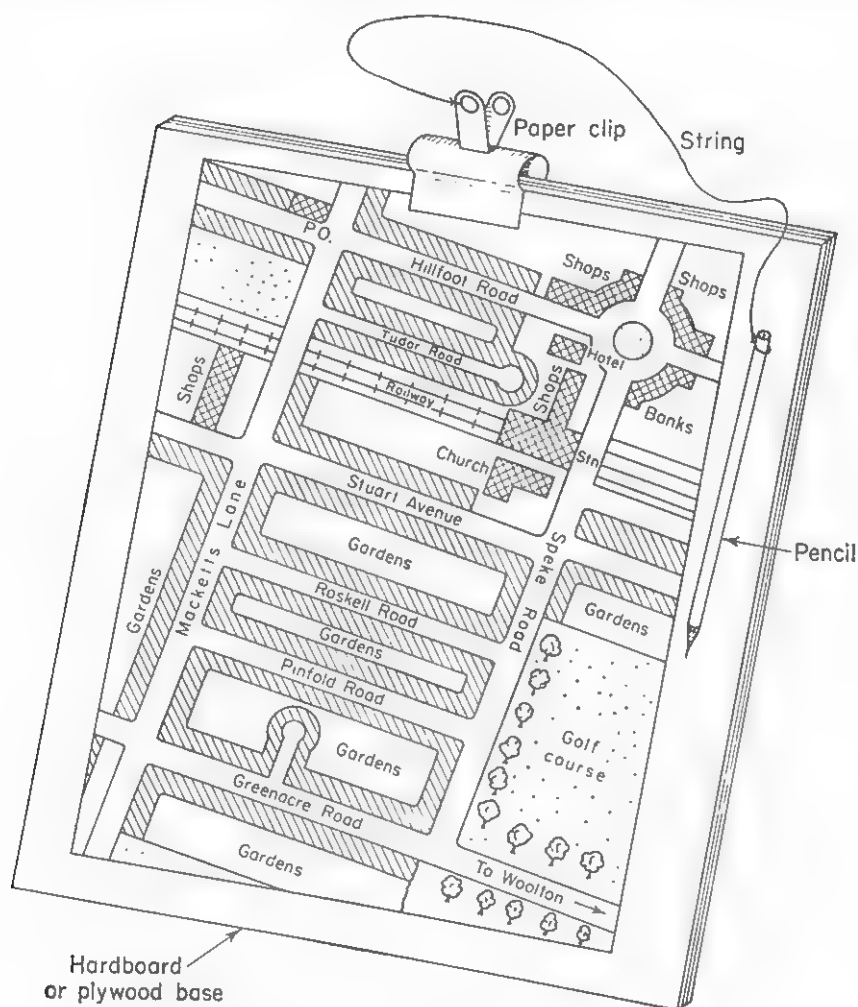 Paper clip
String
P.O.
Hillfoot Road
Shops
Shops
Tudor Road
Hotel
Railway
Shops
Shops
Banks
Church
Stn
Stuart Avenue
Gardens
Macketts Lane
Speke Road
Pencil
Gardens
Roskell Road
Gardens
Gardens
Pinfold Road
Golf
course
Gardens
Greenacre Road
Gardens
To Woolton
Hardboard
or plywood base